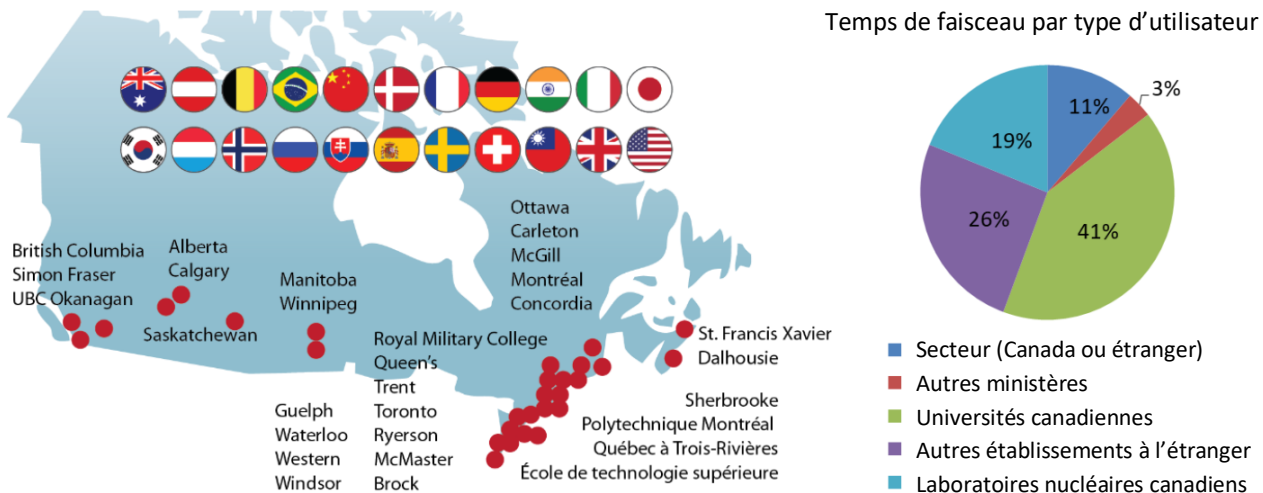 British Columbia
Simon Fraser
UBC Okanagan
Alberta
Calgary
Saskatchewan
Manitoba
Winnipeg
Ottawa
Carleton
McGill
Montréal
Concordia
Royal Military College
Queen's
Trent
Toronto
Ryerson
McMaster
Brock
Guelph
Waterloo
Western
Windsor
St. Francis Xavier
Dalhousie
Sherbrooke
Polytechnique Montréal
Québec à Trois-Rivières
École de technologie supérieure
Temps de faisceau par type d'utilisateur
11%
3%
41%
26%
19%
Secteur (Canada ou étranger)
Autres ministères
Universités canadiennes
Autres établissements à l'étranger
Laboratoires nucléaires canadiens